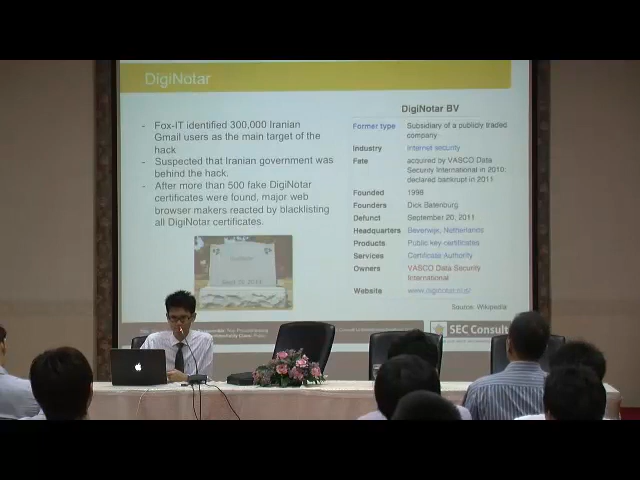 DigiNotar
- Fox-IT identified 300,000 Iranian
Gmail users as the main target of the
hack
- Suspected that Iranian government was
behind the hack.
- After more than 500 fake DigiNotar
certificates were found, major web
browser makers reacted by blacklisting
all DigiNotar certificates.
DigiNotar BV
Former type Subsidiary of a publicly traded
company
Industry Internet security
Fate acquired by VASCO Data
Security International in 2010;
declared bankrupt in 2011
Founded 1998
Founders Dick Batenburg
Defunct September 20, 2011
Headquarters Beverwijk, Netherlands
Products Public key certificates
Services Certificate Authority
Owners VASCO Data Security
International
Website www.diginotar.nl
Source: Wikipedia
SEC Consult